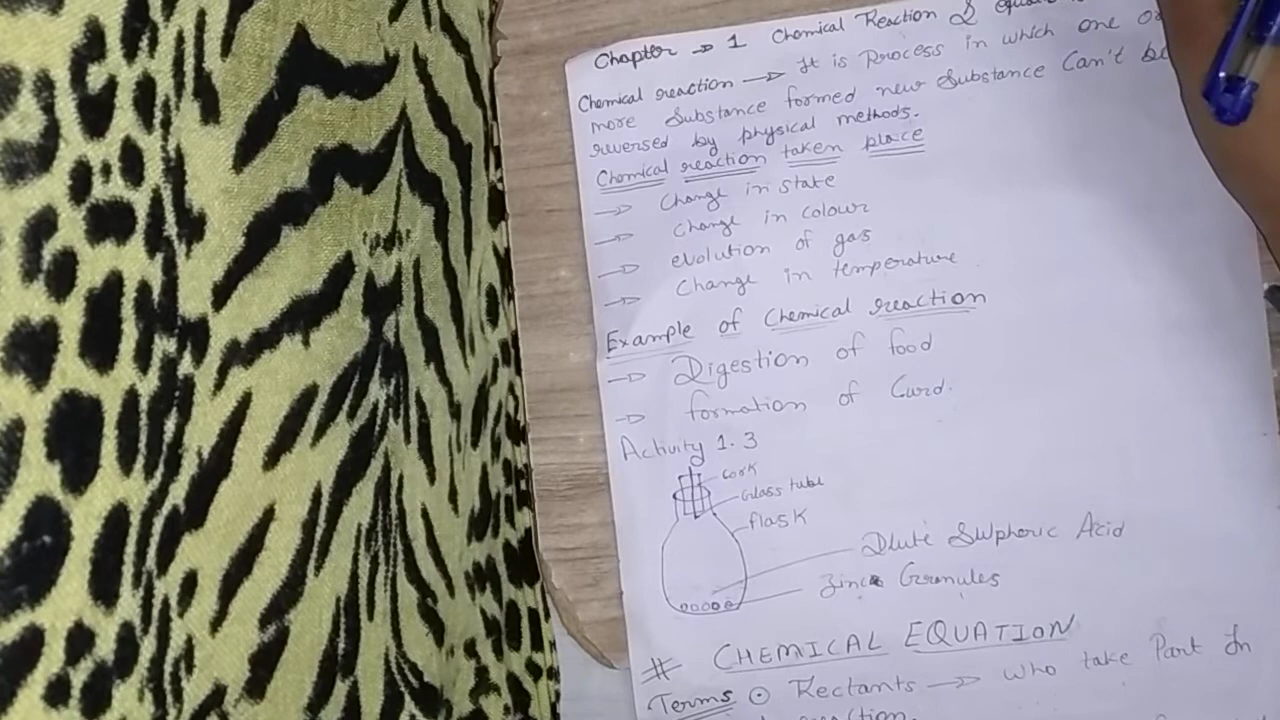 Chapter → 1 Chemical Reaction &
Chemical reaction → It is Process in which one or
more Substance formed new Substance Can't be
reversed by physical methods.
Chemical reaction taken place
→ Change in state
→ Change in Colour
→ evolution of gas
→ Change in temperature
Example of Chemical reaction
→ Digestion of food
→ formation of Curd.
Activity 1.3
Cork
Glass tube
flask
Dlute Sulpheric Acid
Zinc Granules
# CHEMICAL EQUATION
Terms ⊙ Rectants → who take Part In